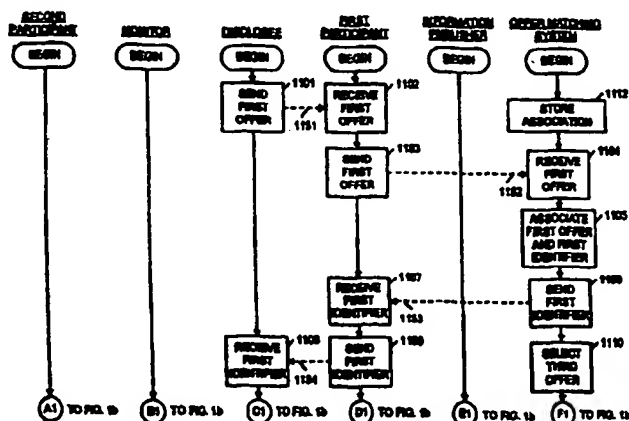 SECOND
PARTICIPANT
MONITOR
DISCLOSEE
FIRST
PARTICIPANT
INFORMATION
PUBLISHER
OFFER MATCHING
SYSTEM
BEGIN
BEGIN
BEGIN
BEGIN
BEGIN
BEGIN
1101
SEND
FIRST
OFFER
1151
1102
RECEIVE
FIRST
OFFER
1112
STORE
ASSOCIATION
1103
SEND
FIRST
OFFER
1152
1104
RECEIVE
FIRST
OFFER
1105
ASSOCIATE
FIRST OFFER
AND FIRST
IDENTIFIER
1107
RECEIVE
FIRST
IDENTIFIER
1153
SEND
FIRST
IDENTIFIER
RECEIVE
FIRST
IDENTIFIER
1154
SEND
FIRST
IDENTIFIER
1110
SELECT
THIRD
OFFER
A1 TO FIG. 1b
B1 TO FIG. 1b
C1 TO FIG. 1b
D1 TO FIG. 1b
E1 TO FIG. 1b
F1 TO FIG. 1b